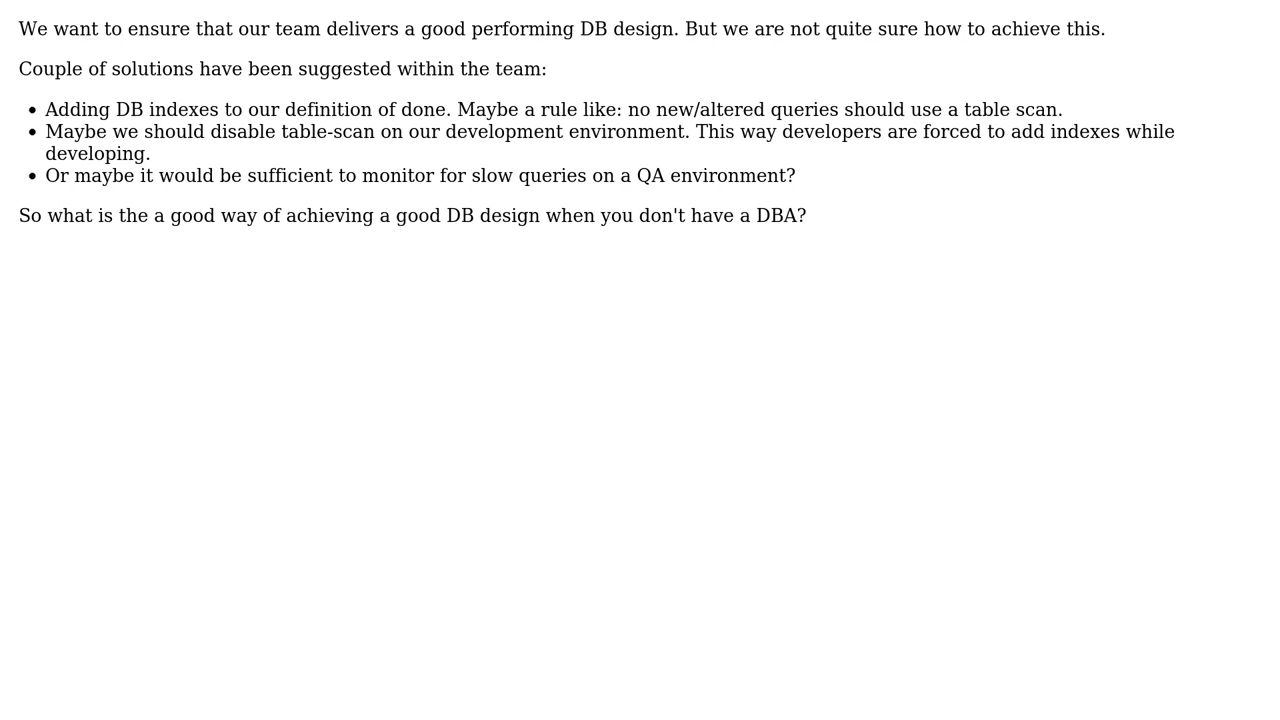 We want to ensure that our team delivers a good performing DB design. But we are not quite sure how to achieve this.
Couple of solutions have been suggested within the team:
• Adding DB indexes to our definition of done. Maybe a rule like: no new/altered queries should use a table scan.
• Maybe we should disable table-scan on our development environment. This way developers are forced to add indexes while
developing.
• Or maybe it would be sufficient to monitor for slow queries on a QA environment?
So what is the a good way of achieving a good DB design when you don't have a DBA?